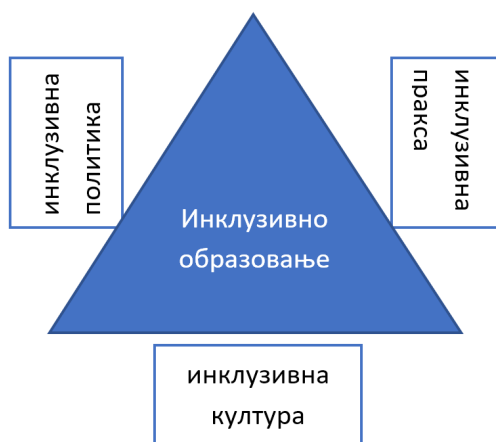 инклузивна
политика
инклузивна
пракса
Инклузивно
образовање
инклузивна
култура